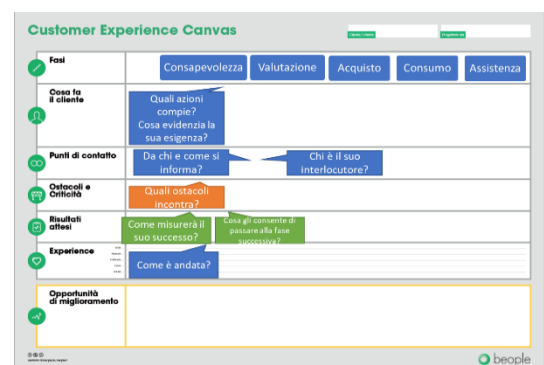 Customer Experience Canvas
Fasi
Consapevolezza
Valutazione
Acquisto
Consumo
Assistenza
Cosa fa
il cliente
Quali azioni
compie?
Cosa evidenzia la
sua esigenza?
Punti di contatto
Da chi e come si
informa?
Chi
è il suo
interlocutore?
Ostacoli e
Criticità
Quali ostacoli
incontra?
Risultati
attesi
Come misurerà il
suo successo?
Cosa gli consente di
passare alla fase
successiva?
Experience
Come è andata?
Opportunità
di miglioramento
beople